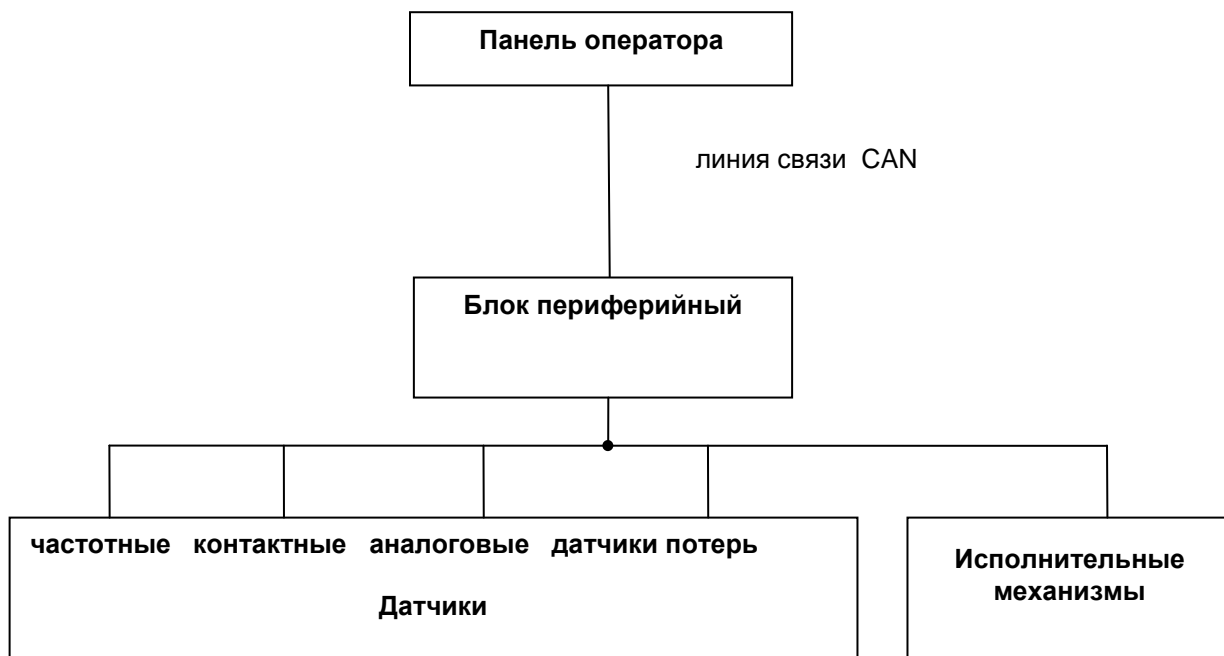 Панель оператора
линия связи CAN
Блок периферийный
частотные контактные аналоговые датчики потерь
Датчики
Исполнительные
механизмы